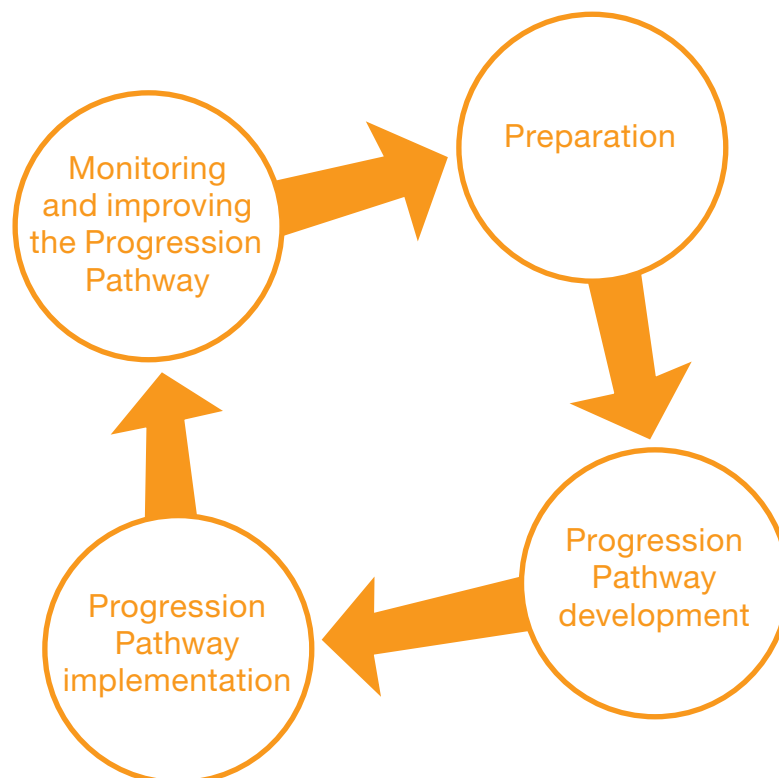 Preparation
Monitoring
and improving
the Progression
Pathway
Progression
Pathway
development
Progression
Pathway
implementation